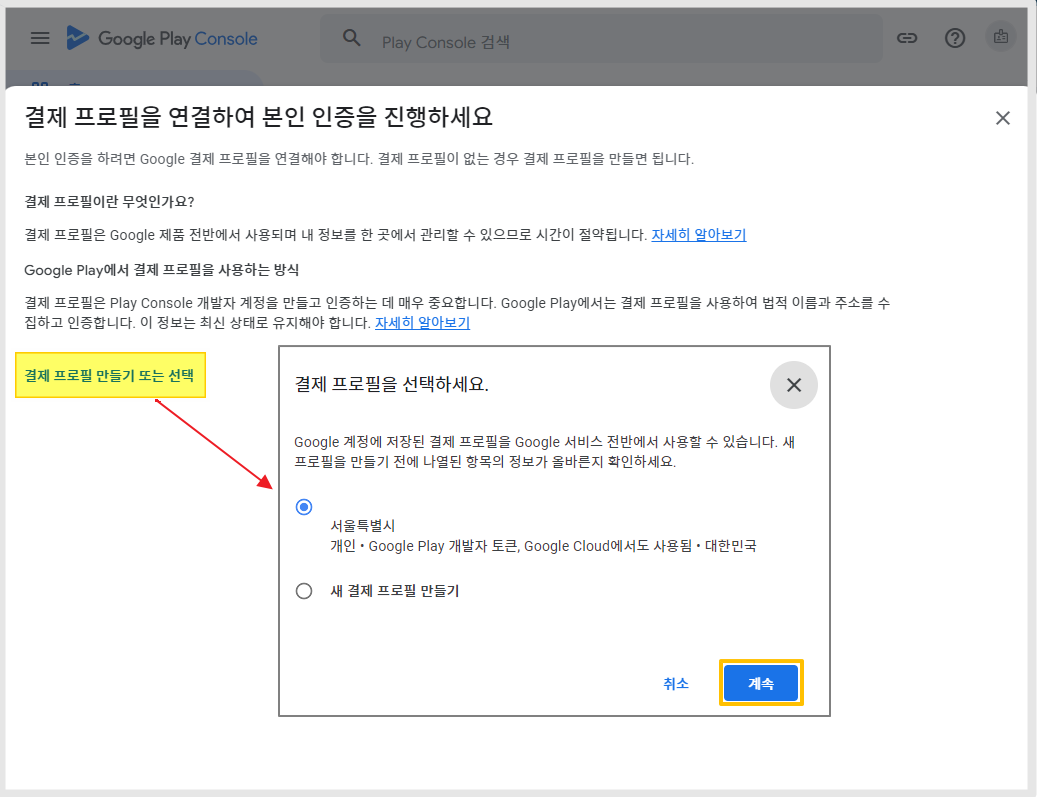 Google Play Console
Play Console 검색
결제 프로필을 연결하여 본인 인증을 진행하세요
본인 인증을 하려면 Google 결제 프로필을 연결해야 합니다. 결제 프로필이 없는 경우 결제 프로필을 만들면 됩니다.
결제 프로필이란 무엇인가요?
결제 프로필은 Google 제품 전반에서 사용되며 내 정보를 한 곳에서 관리할 수 있으므로 시간이 절약됩니다. 자세히 알아보기
Google Play에서 결제 프로필을 사용하는 방식
결제 프로필은 Play Console 개발자 계정을 만들고 인증하는 데 매우 중요합니다. Google Play에서는 결제 프로필을 사용하여 법적 이름과 주소를 수
집하고 인증합니다. 이 정보는 최신 상태로 유지해야 합니다. 자세히 알아보기
결제 프로필 만들기 또는 선택
결제 프로필을 선택하세요.
Google 계정에 저장된 결제 프로필을 Google 서비스 전반에서 사용할 수 있습니다. 새
프로필을 만들기 전에 나열된 항목의 정보가 올바른지 확인하세요.
서울특별시
개인 • Google Play 개발자 토큰, Google Cloud에서도 사용됨 • 대한민국
새 결제 프로필 만들기
취소
계속